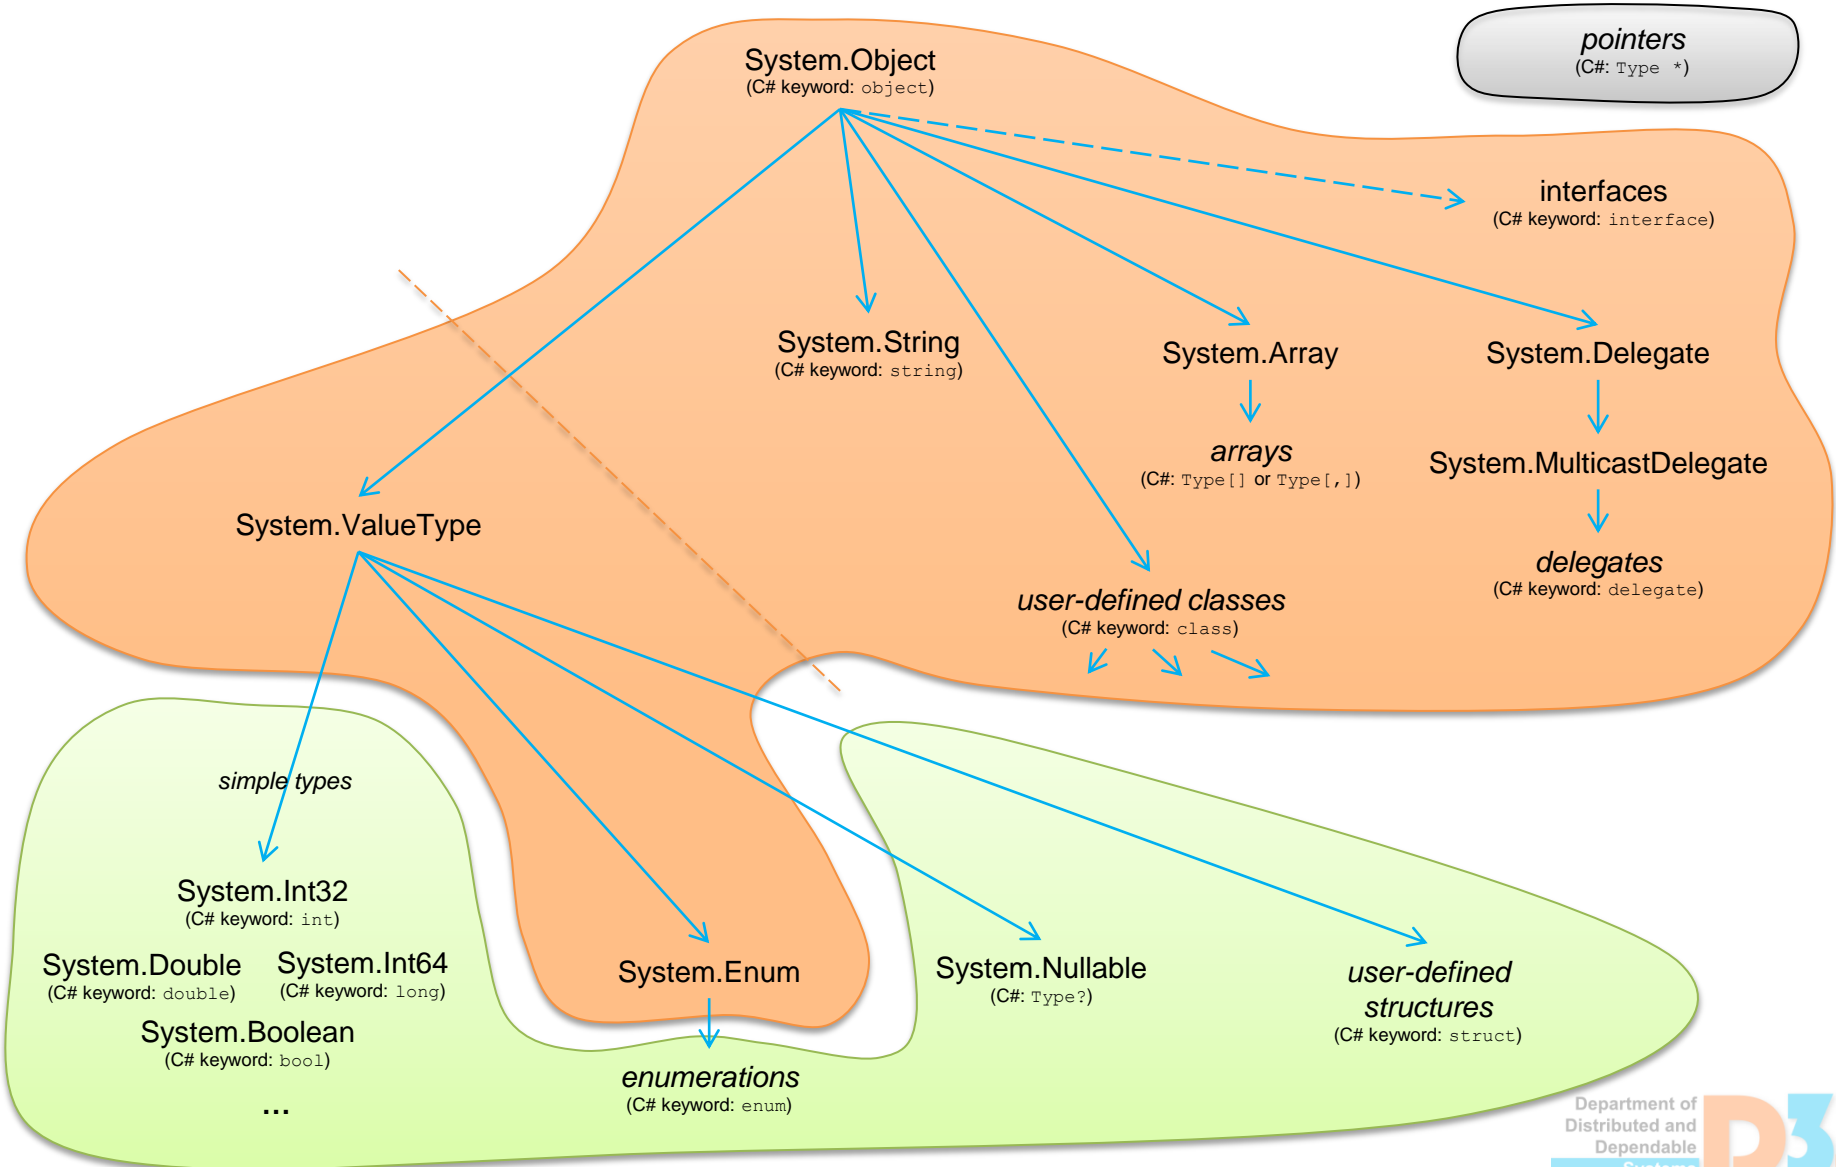 System.Object
(C# keyword: object)
pointers
(C#: Type *)
interfaces
(C# keyword: interface)
System.String
(C# keyword: string)
System.Array
System.Delegate
arrays
(C#: Type[] or Type[,])
System.MulticastDelegate
System.ValueType
delegates
(C# keyword: delegate)
user-defined classes
(C# keyword: class)
simple types
System.Int32
(C# keyword: int)
System.Double
(C# keyword: double)
System.Int64
(C# keyword: long)
System.Boolean
(C# keyword: bool)
...
System.Enum
enumerations
(C# keyword: enum)
System.Nullable
(C#: Type?)
user-defined
structures
(C# keyword: struct)
Department of
Distributed and
Dependable
Systems
D3